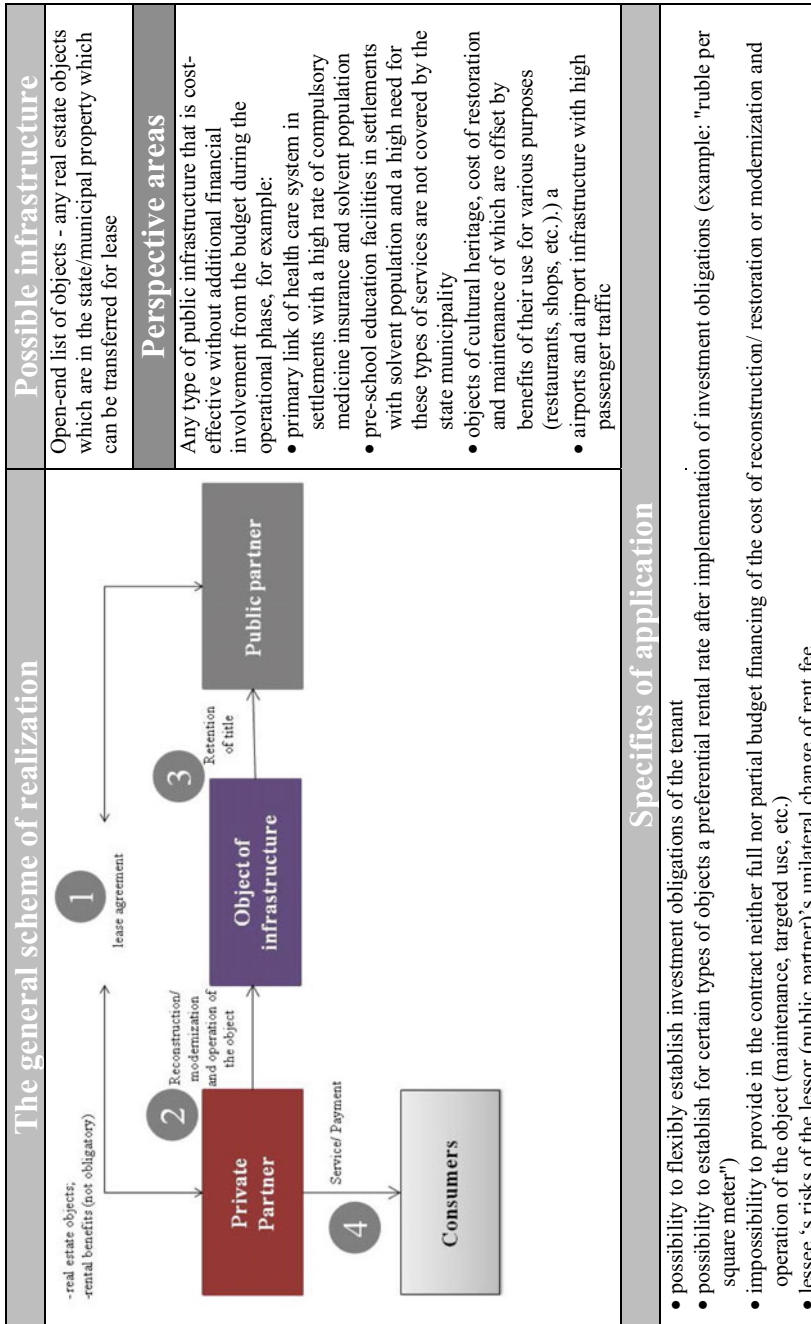 The general scheme of realization
- real estate objects;
-rental benefits (not obligatory)
1
lease agreement
Private
Partner
2
Reconstruction/
modernization
and operation of
the object
Object of
infrastructure
3
Retention
of title
Public partner
4
Service/ Payment
Consumers
Possible infrastructure
Open-end list of objects - any real estate objects
which are in the state/municipal property which
can be transferred for lease
Perspective areas
Any type of public infrastructure that is cost-
effective without additional financial
involvement from the budget during the
operational phase, for example:
• primary link of health care system in
settlements with a high rate of compulsory
medicine insurance and solvent population
• pre-school education facilities in settlements
with solvent population and a high need for
these types of services are not covered by the
state municipality
• objects of cultural heritage, cost of restoration
and maintenance of which are offset by
benefits of their use for various purposes
(restaurants, shops, etc.).) a
• airports and airport infrastructure with high
passenger traffic
Specifics of application
• possibility to flexibly establish investment obligations of the tenant
• possibility to establish for certain types of objects a preferential rental rate after implementation of investment obligations (example: "ruble per
square meter")
• impossibility to provide in the contract neither full nor partial budget financing of the cost of reconstruction/ restoration or modernization and
operation of the object (maintenance, targeted use, etc.)
• lessee 's risks of the lessor (public partner)'s unilateral change of rent fee